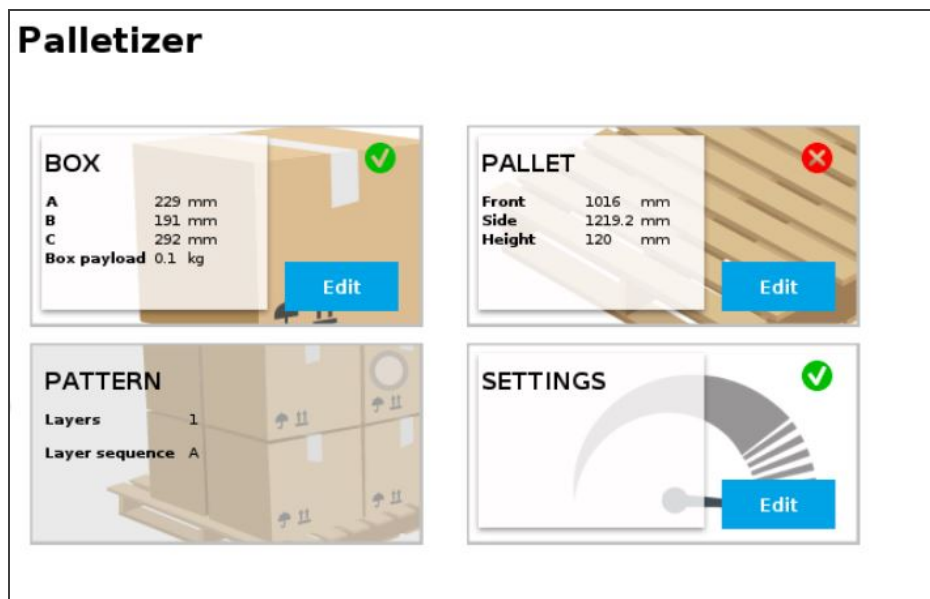 Palletizer
BOX
A 229 mm
B 191 mm
C 292 mm
Box payload 0.1 kg
Edit
PALLET
Front 1016 mm
Side 1219.2 mm
Height 120 mm
Edit
PATTERN
Layers 1
Layer sequence A
SETTINGS
Edit